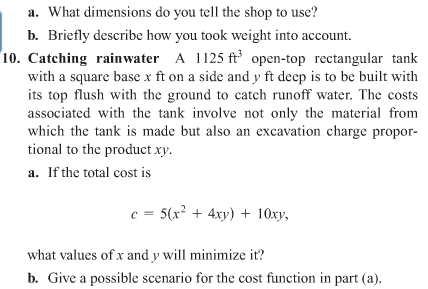 a. What dimensions do you tell the shop to use?
b. Briefly describe how you took weight into account.
10. Catching rainwater A 1125 ft³ open-top rectangular tank
with a square base x ft on a side and y ft deep is to be built with
its top flush with the ground to catch runoff water. The costs
associated with the tank involve not only the material from
which the tank is made but also an excavation charge propor-
tional to the product xy.
a. If the total cost is
c = 5(x² + 4xy) + 10xy,
what values of x and y will minimize it?
b. Give a possible scenario for the cost function in part (a).